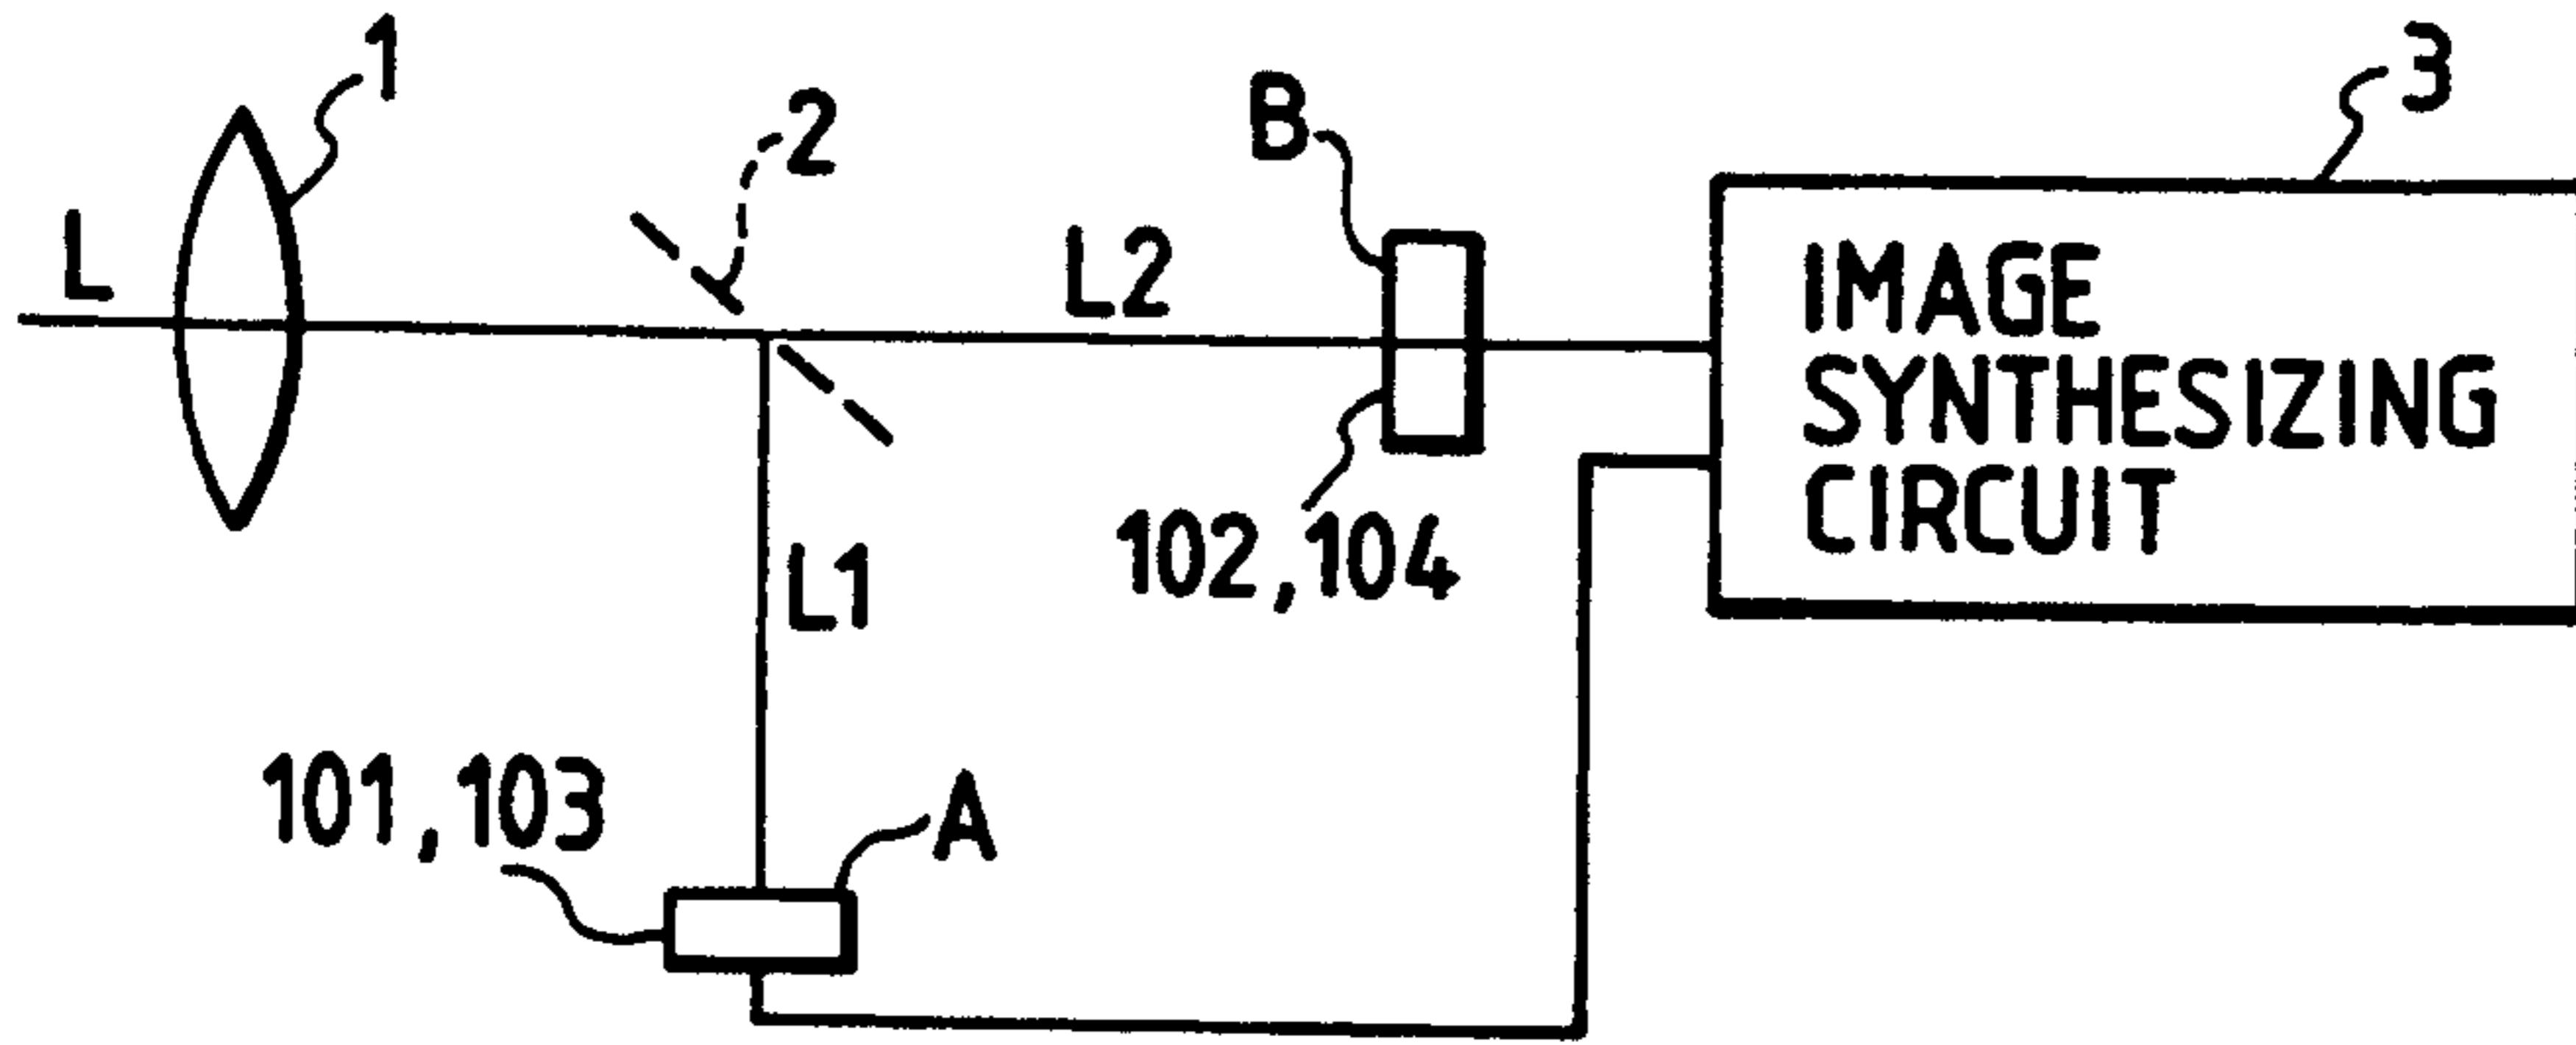 1
2
B
3
L
L2
IMAGE
SYNTHESIZING
CIRCUIT
102,104
L1
101,103
A